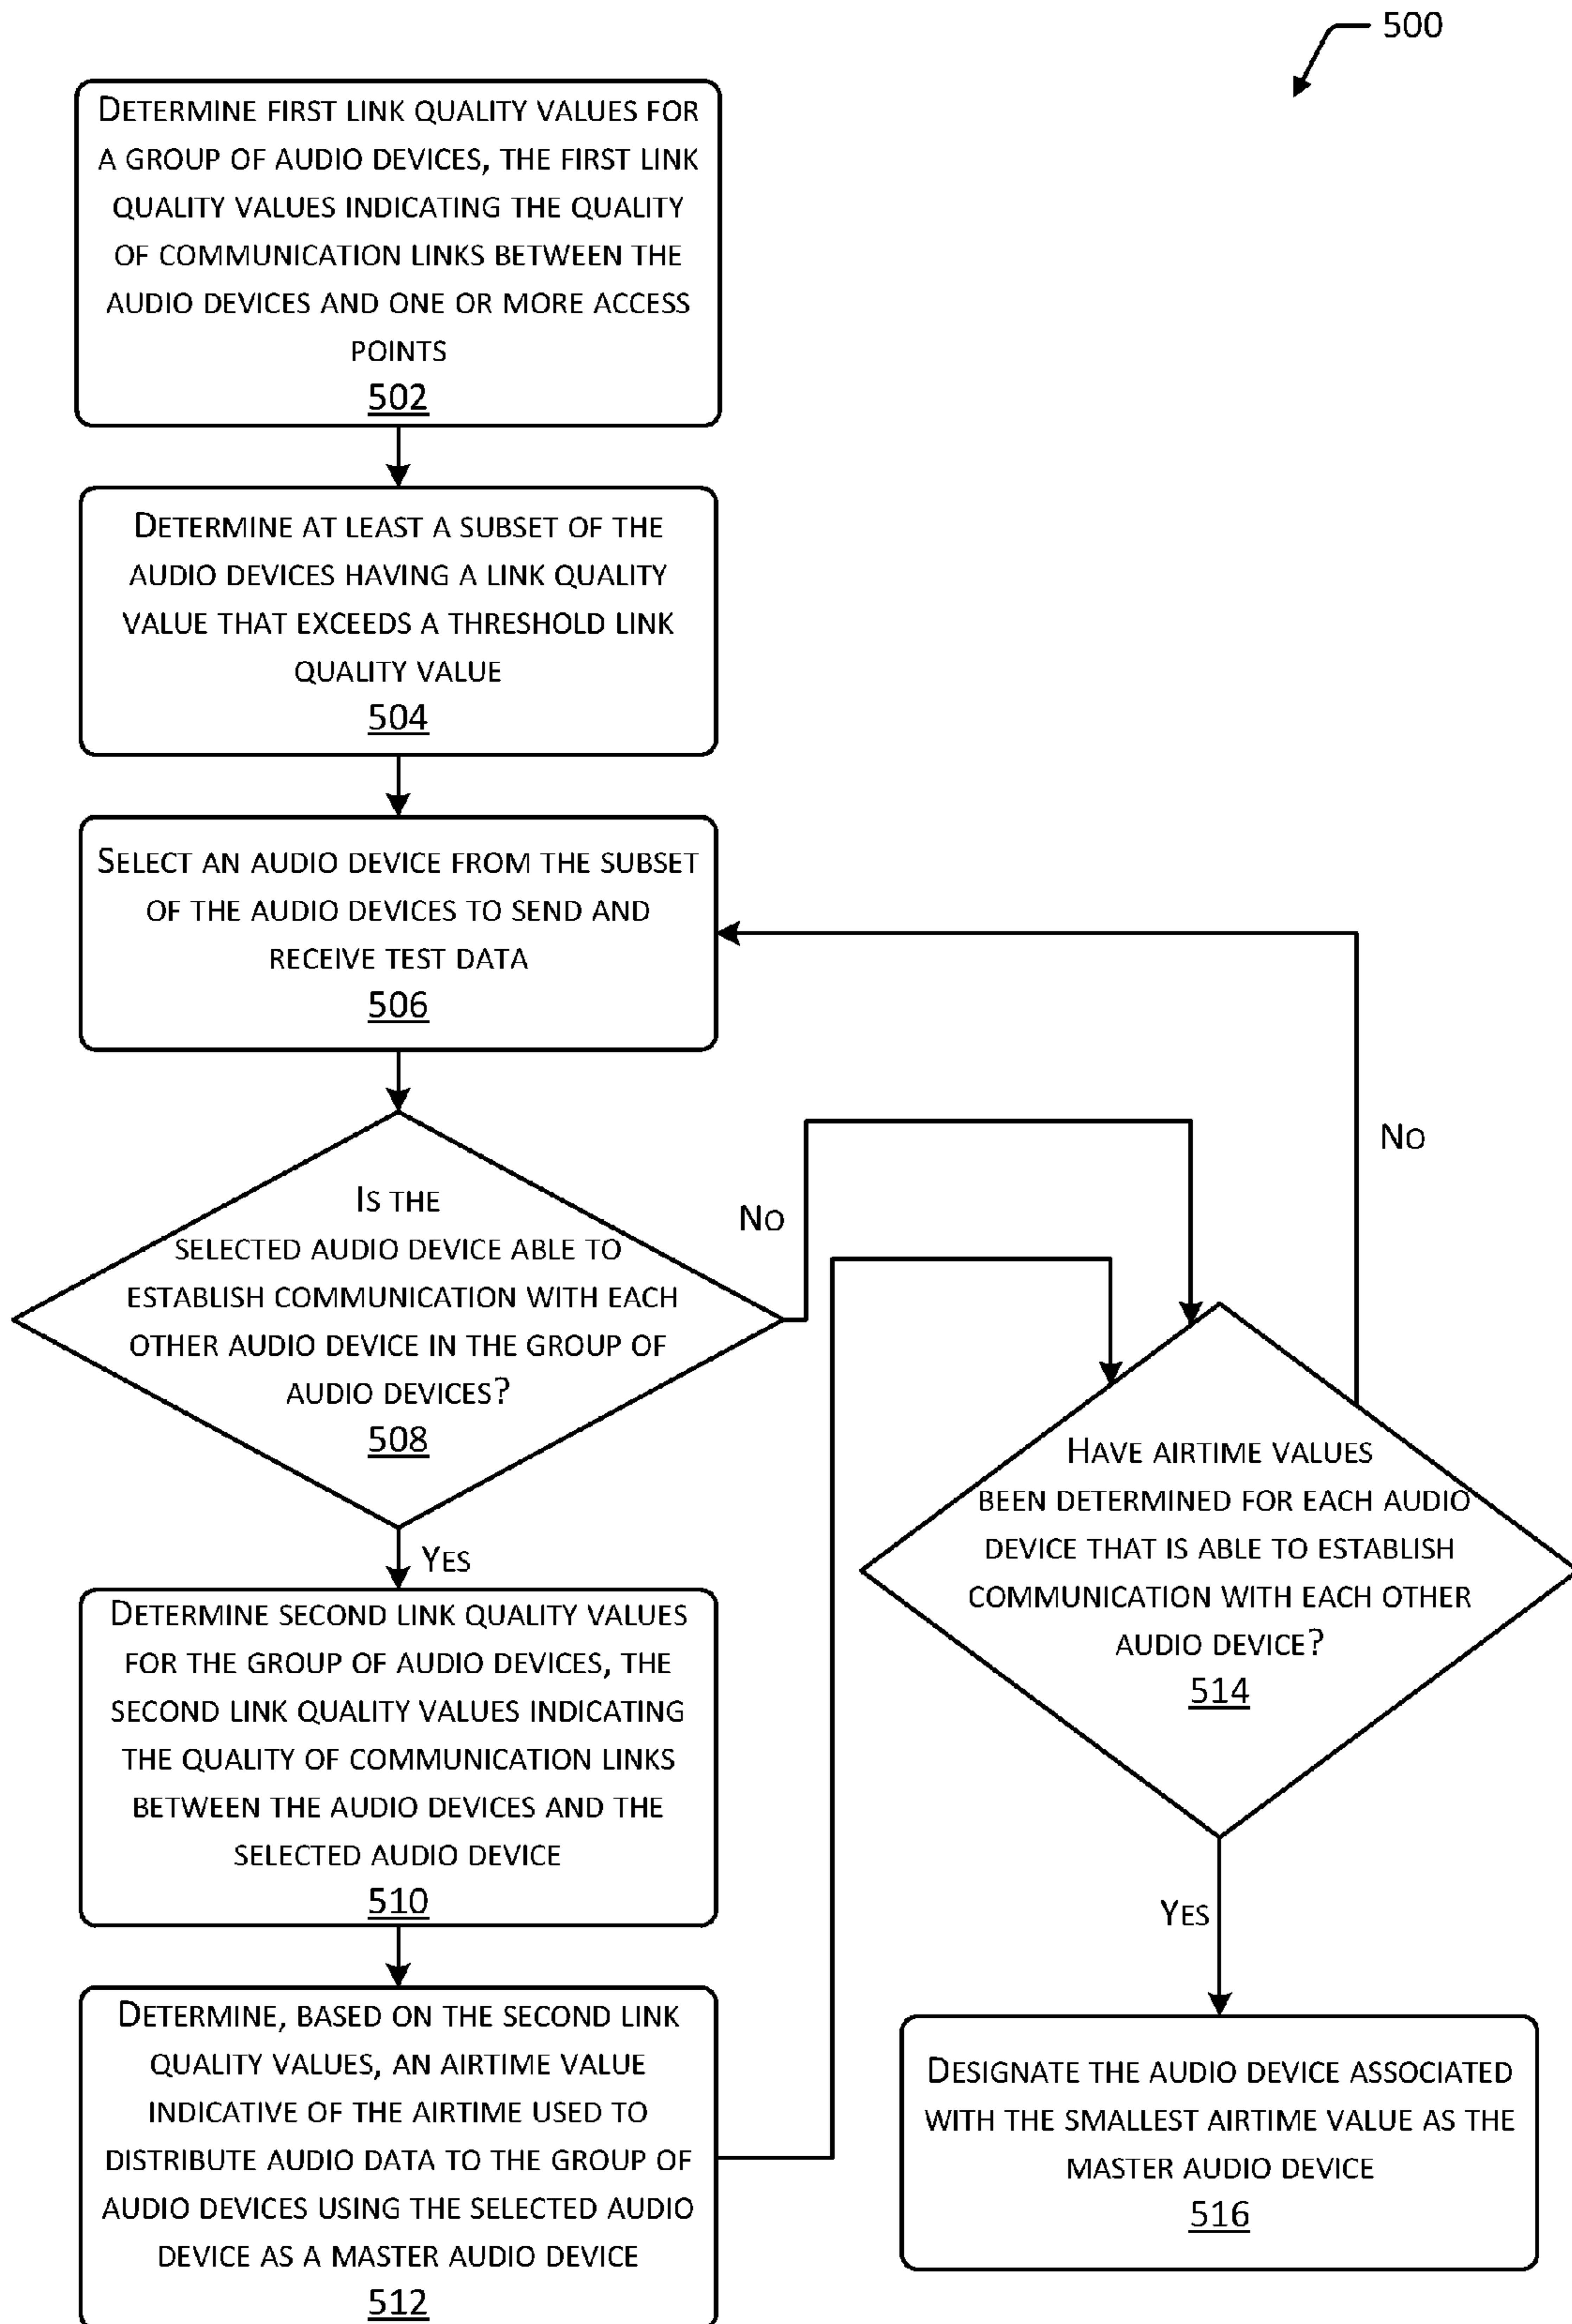 500
DETERMINE FIRST LINK QUALITY VALUES FOR
A GROUP OF AUDIO DEVICES, THE FIRST LINK
QUALITY VALUES INDICATING THE QUALITY
OF COMMUNICATION LINKS BETWEEN THE
AUDIO DEVICES AND ONE OR MORE ACCESS
POINTS
502
DETERMINE AT LEAST A SUBSET OF THE
AUDIO DEVICES HAVING A LINK QUALITY
VALUE THAT EXCEEDS A THRESHOLD LINK
QUALITY VALUE
504
SELECT AN AUDIO DEVICE FROM THE SUBSET
OF THE AUDIO DEVICES TO SEND AND
RECEIVE TEST DATA
506
IS THE
SELECTED AUDIO DEVICE ABLE TO
ESTABLISH COMMUNICATION WITH EACH
OTHER AUDIO DEVICE IN THE GROUP OF
AUDIO DEVICES?
508
NO
YES
DETERMINE SECOND LINK QUALITY VALUES
FOR THE GROUP OF AUDIO DEVICES, THE
SECOND LINK QUALITY VALUES INDICATING
THE QUALITY OF COMMUNICATION LINKS
BETWEEN THE AUDIO DEVICES AND THE
SELECTED AUDIO DEVICE
510
DETERMINE, BASED ON THE SECOND LINK
QUALITY VALUES, AN AIRTIME VALUE
INDICATIVE OF THE AIRTIME USED TO
DISTRIBUTE AUDIO DATA TO THE GROUP OF
AUDIO DEVICES USING THE SELECTED AUDIO
DEVICE AS A MASTER AUDIO DEVICE
512
NO
HAVE AIRTIME VALUES
BEEN DETERMINED FOR EACH AUDIO
DEVICE THAT IS ABLE TO ESTABLISH
COMMUNICATION WITH EACH OTHER
AUDIO DEVICE?
514
YES
DESIGNATE THE AUDIO DEVICE ASSOCIATED
WITH THE SMALLEST AIRTIME VALUE AS THE
MASTER AUDIO DEVICE
516